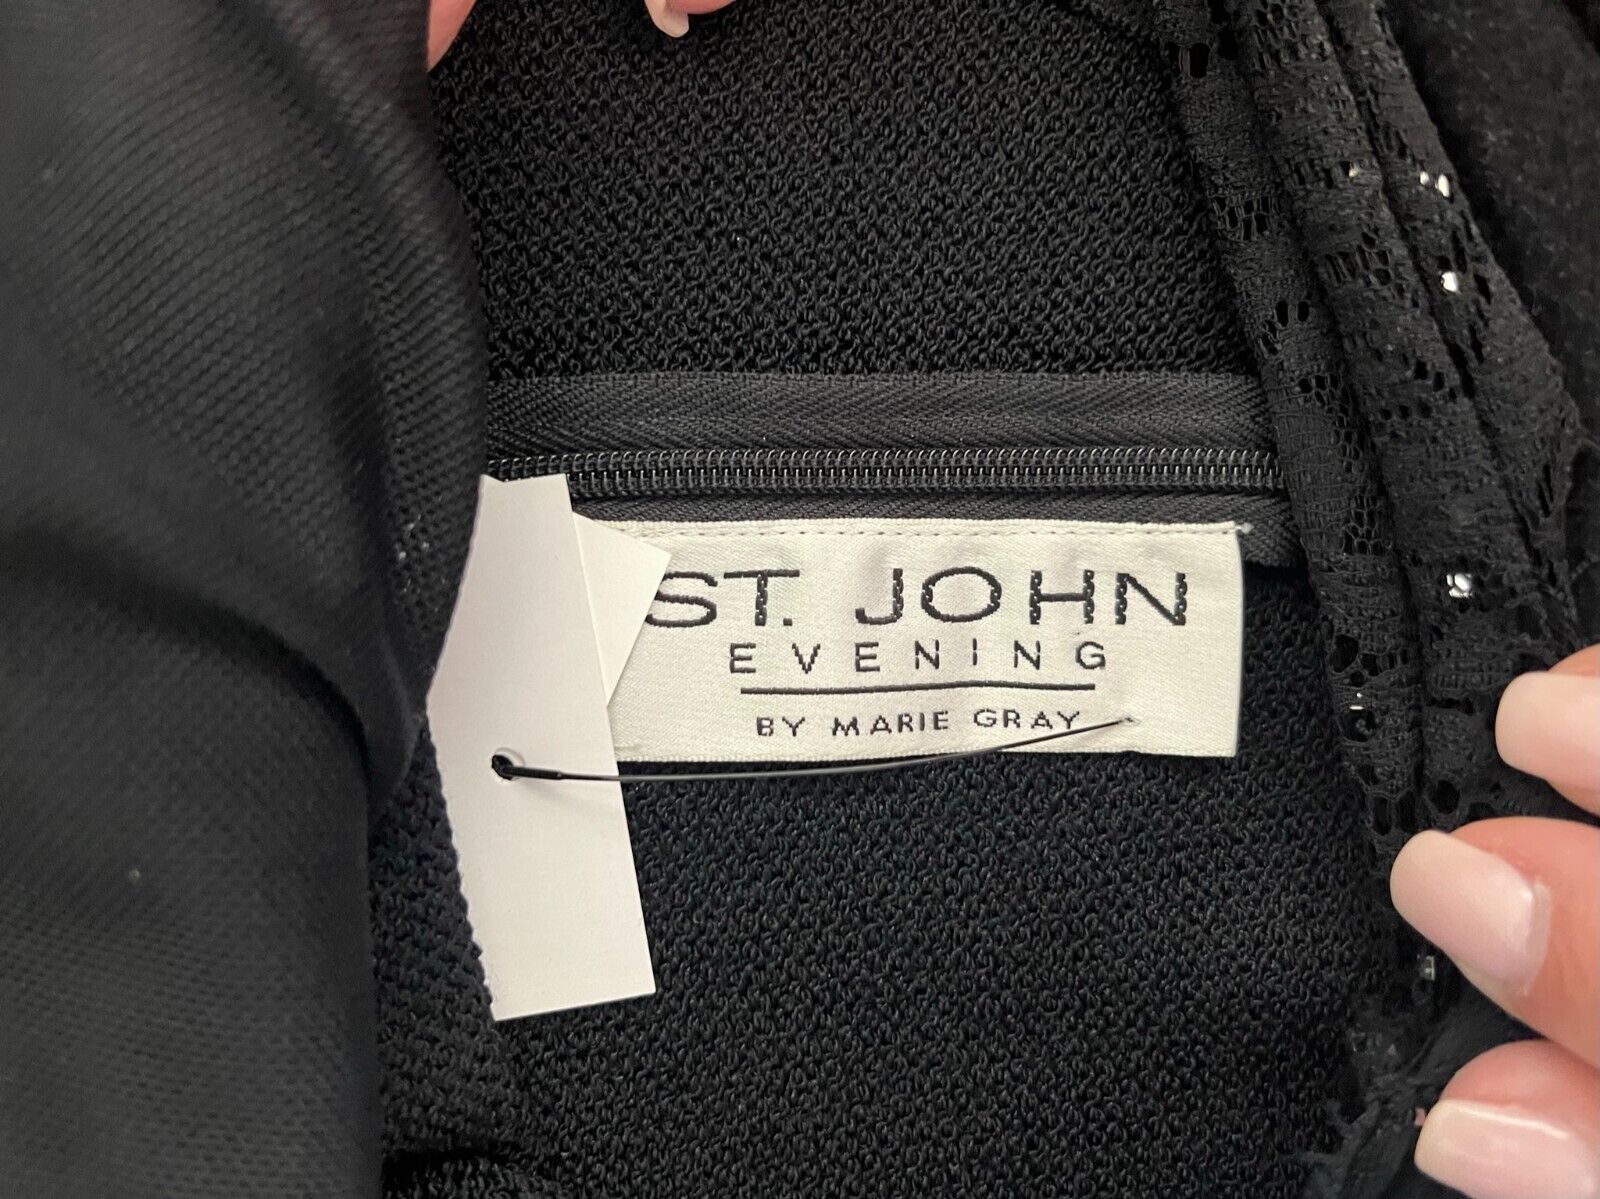 ST. JOHN
EVENING
BY MARIE GRAY